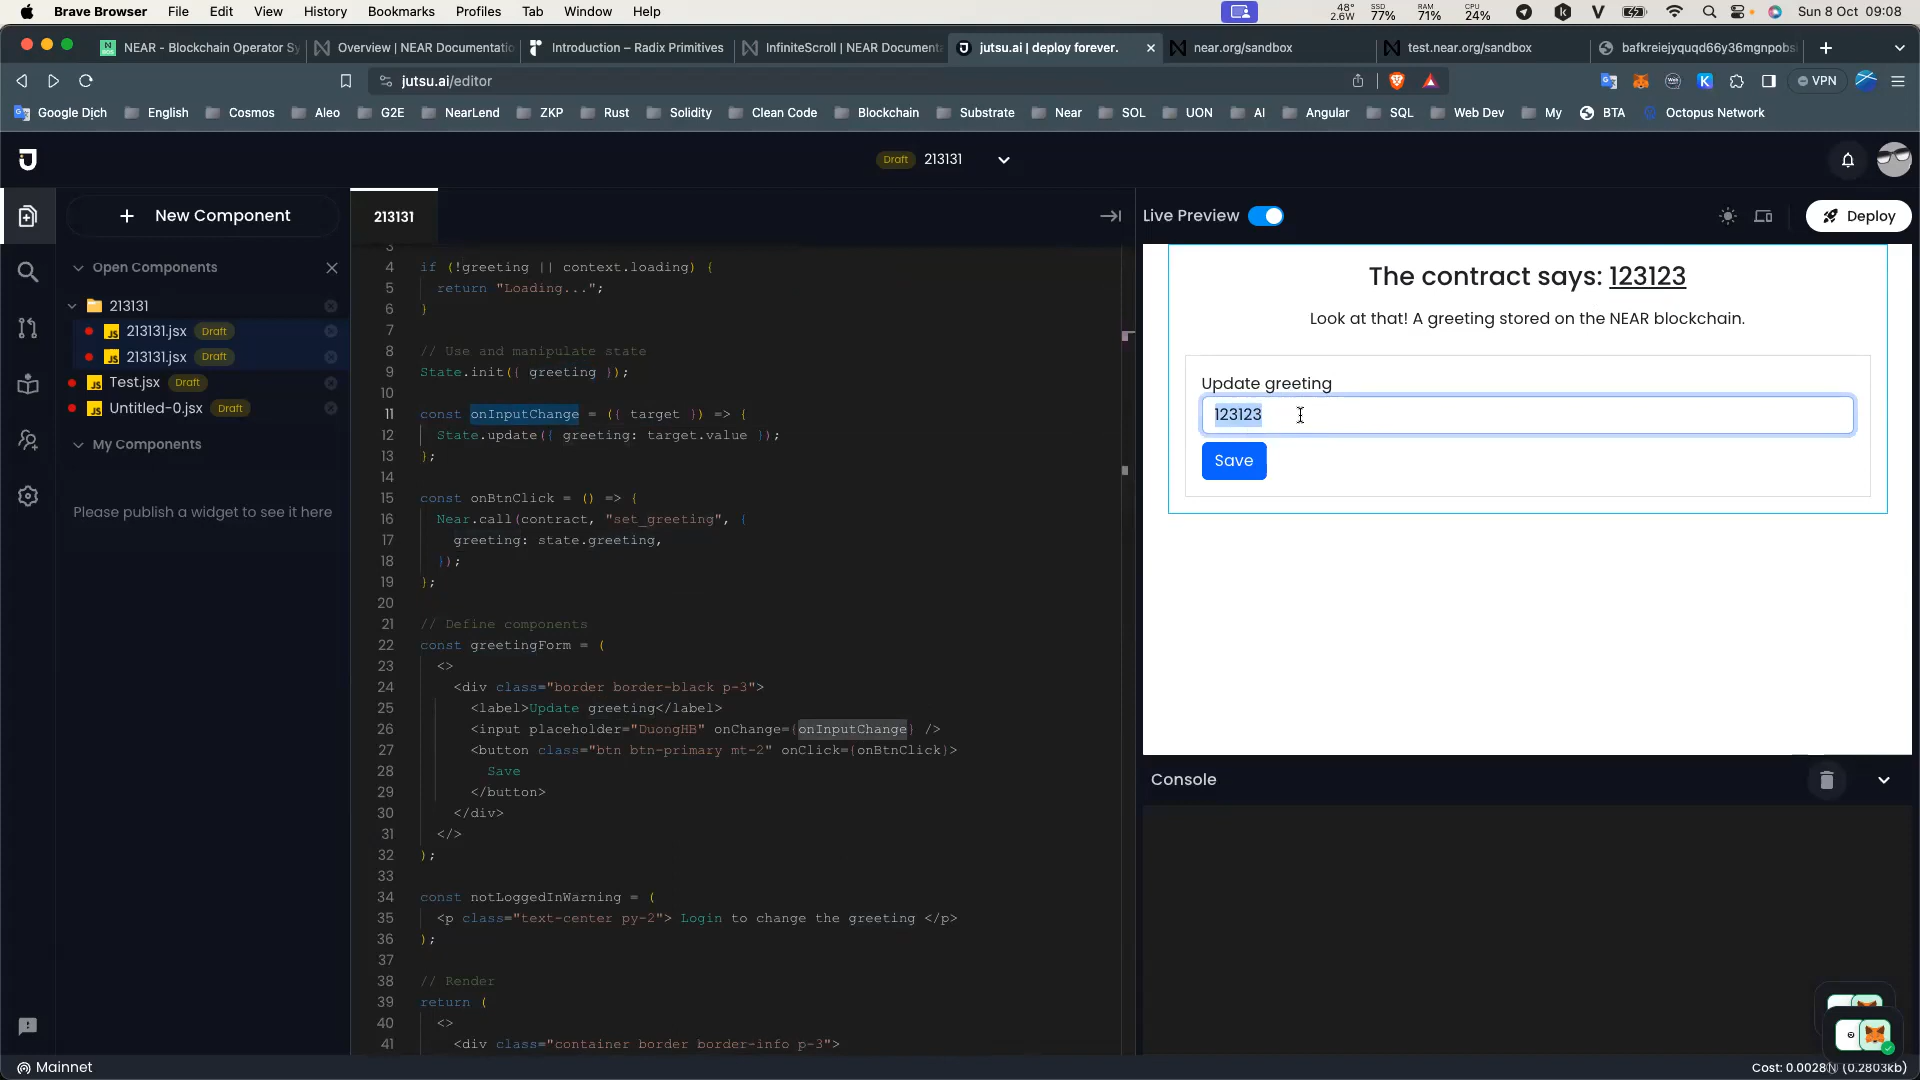 Brave Browser File Edit View History Bookmarks Profiles Tab Window Help 48° 2.6W SSD 77% RAM 71% CPU 24% Sun 8 Oct 09:08
NEAR - Blockchain Operator Sy Overview | NEAR Documentatio Introduction – Radix Primitives InfiniteScroll | NEAR Document jutsu.ai | deploy forever. near.org/sandbox test.near.org/sandbox bafkreiejyquqd66y36mgnpobs
jutsu.ai/editor VPN
Google Dịch English Cosmos Aleo G2E NearLend ZKP Rust Solidity Clean Code Blockchain Substrate Near SOL UON AI Angular SQL Web Dev My BTA Octopus Network
Draft 213131
New Component
Open Components
213131
213131.jsx Draft
213131.jsx Draft
Test.jsx Draft
Untitled-0.jsx Draft
My Components
Please publish a widget to see it here
213131
3
4 if (!greeting || context.loading) {
5 return "Loading...";
6 }
7
8 // Use and manipulate state
9 State.init({ greeting });
10
11 const onInputChange = ({ target }) => {
12 State.update({ greeting: target.value });
13 };
14
15 const onBtnClick = () => {
16 Near.call(contract, "set_greeting", {
17 greeting: state.greeting,
18 });
19 };
20
21 // Define components
22 const greetingForm = (
23 <>
24 <div class="border border-black p-3">
25 <label>Update greeting</label>
26 <input placeholder="DuongHB" onChange={onInputChange} />
27 <button class="btn btn-primary mt-2" onClick={onBtnClick}>
28 Save
29 </button>
30 </div>
31 </>
32 );
33
34 const notLoggedInWarning = (
35 <p class="text-center py-2"> Login to change the greeting </p>
36 );
37
38 // Render
39 return (
40 <>
41 <div class="container border border-info p-3">
Live Preview Deploy
The contract says: 123123
Look at that! A greeting stored on the NEAR blockchain.
Update greeting
123123
Save
Console
Mainnet
Cost: 0.0028N (0.2803kb)